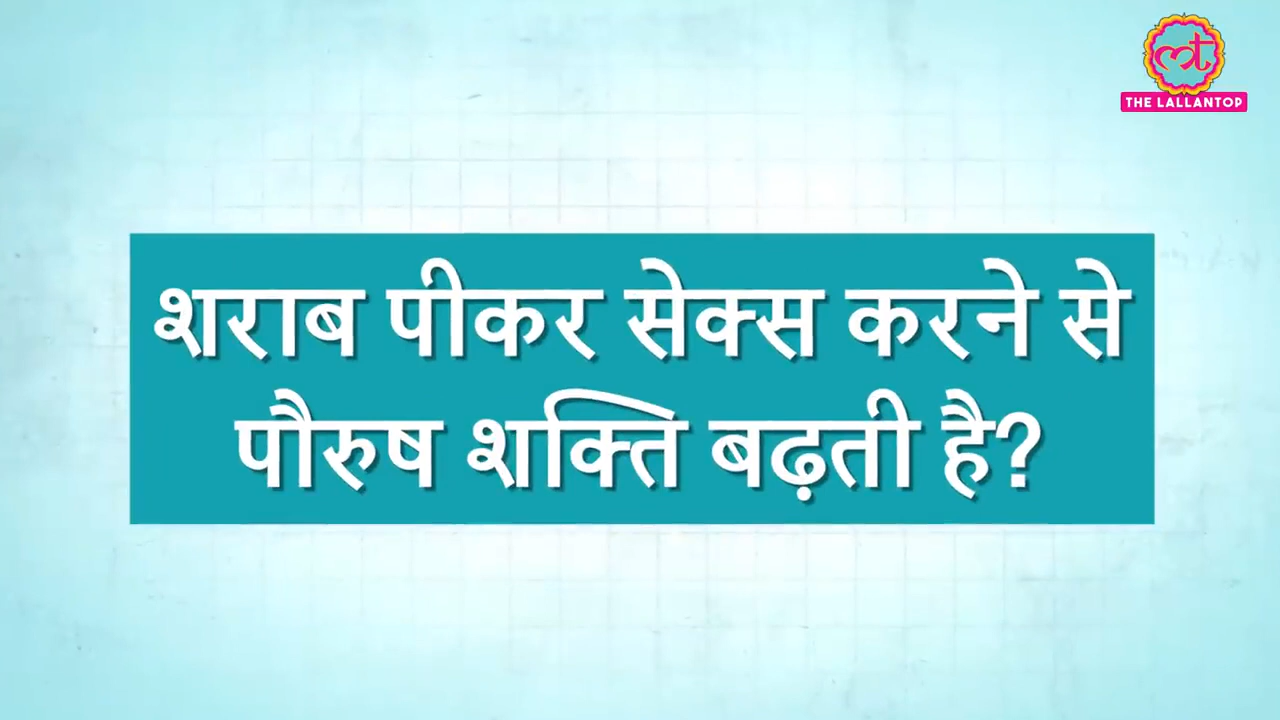 THE LALLANTOP
शराब पीकर सेक्स करने से
पौरुष शक्ति बढ़ती है?